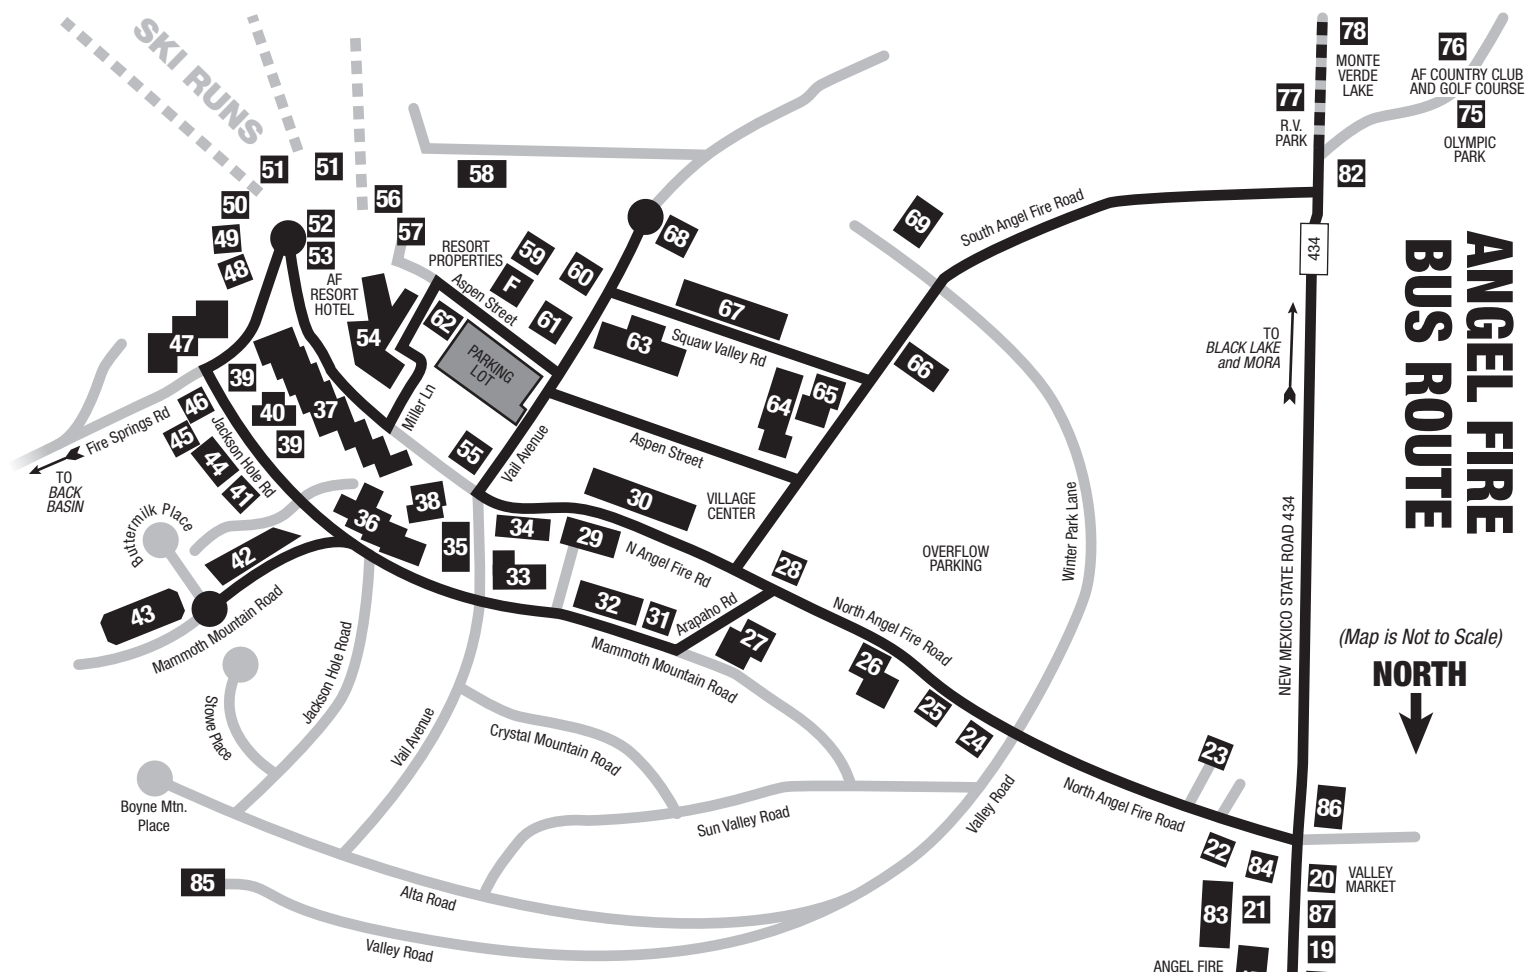 SKI RUNS
78
MONTE
VERDE
LAKE
76
AF COUNTRY CLUB
AND GOLF COURSE
77
R.V.
PARK
75
OLYMPIC
PARK
82
51
51
58
50
56
49
52
57
48
53
AF
RESORT
HOTEL
RESORT
PROPERTIES
59
F
60
61
68
69
South Angel Fire Road
434
ANGEL FIRE
BUS ROUTE
Aspen Street
62
67
63
Squaw Valley Rd
54
PARKING
LOT
47
66
65
64
TO
BLACK LAKE
and MORA
39
40
37
Miller Ln
46
Fire Springs Rd
45
39
Jackson Hole Rd
44
41
55
Vail Avenue
Aspen Street
TO
BACK
BASIN
38
30
VILLAGE
CENTER
Winter Park Lane
NEW MEXICO STATE ROAD 434
Buttermilk Place
36
34
29
35
42
N Angel Fire Rd
33
28
OVERFLOW
PARKING
43
32
31
Arapaho Rd
Mammoth Mountain Road
27
North Angel Fire Road
26
(Map is Not to Scale)
NORTH
Mammoth Mountain Road
Jackson Hole Road
Stowe Place
25
24
Vail Avenue
Crystal Mountain Road
23
Boyne Mtn.
Place
Sun Valley Road
Valley Road
North Angel Fire Road
86
22
84
85
Alta Road
20
VALLEY
MARKET
83
21
87
Valley Road
19
ANGEL FIRE